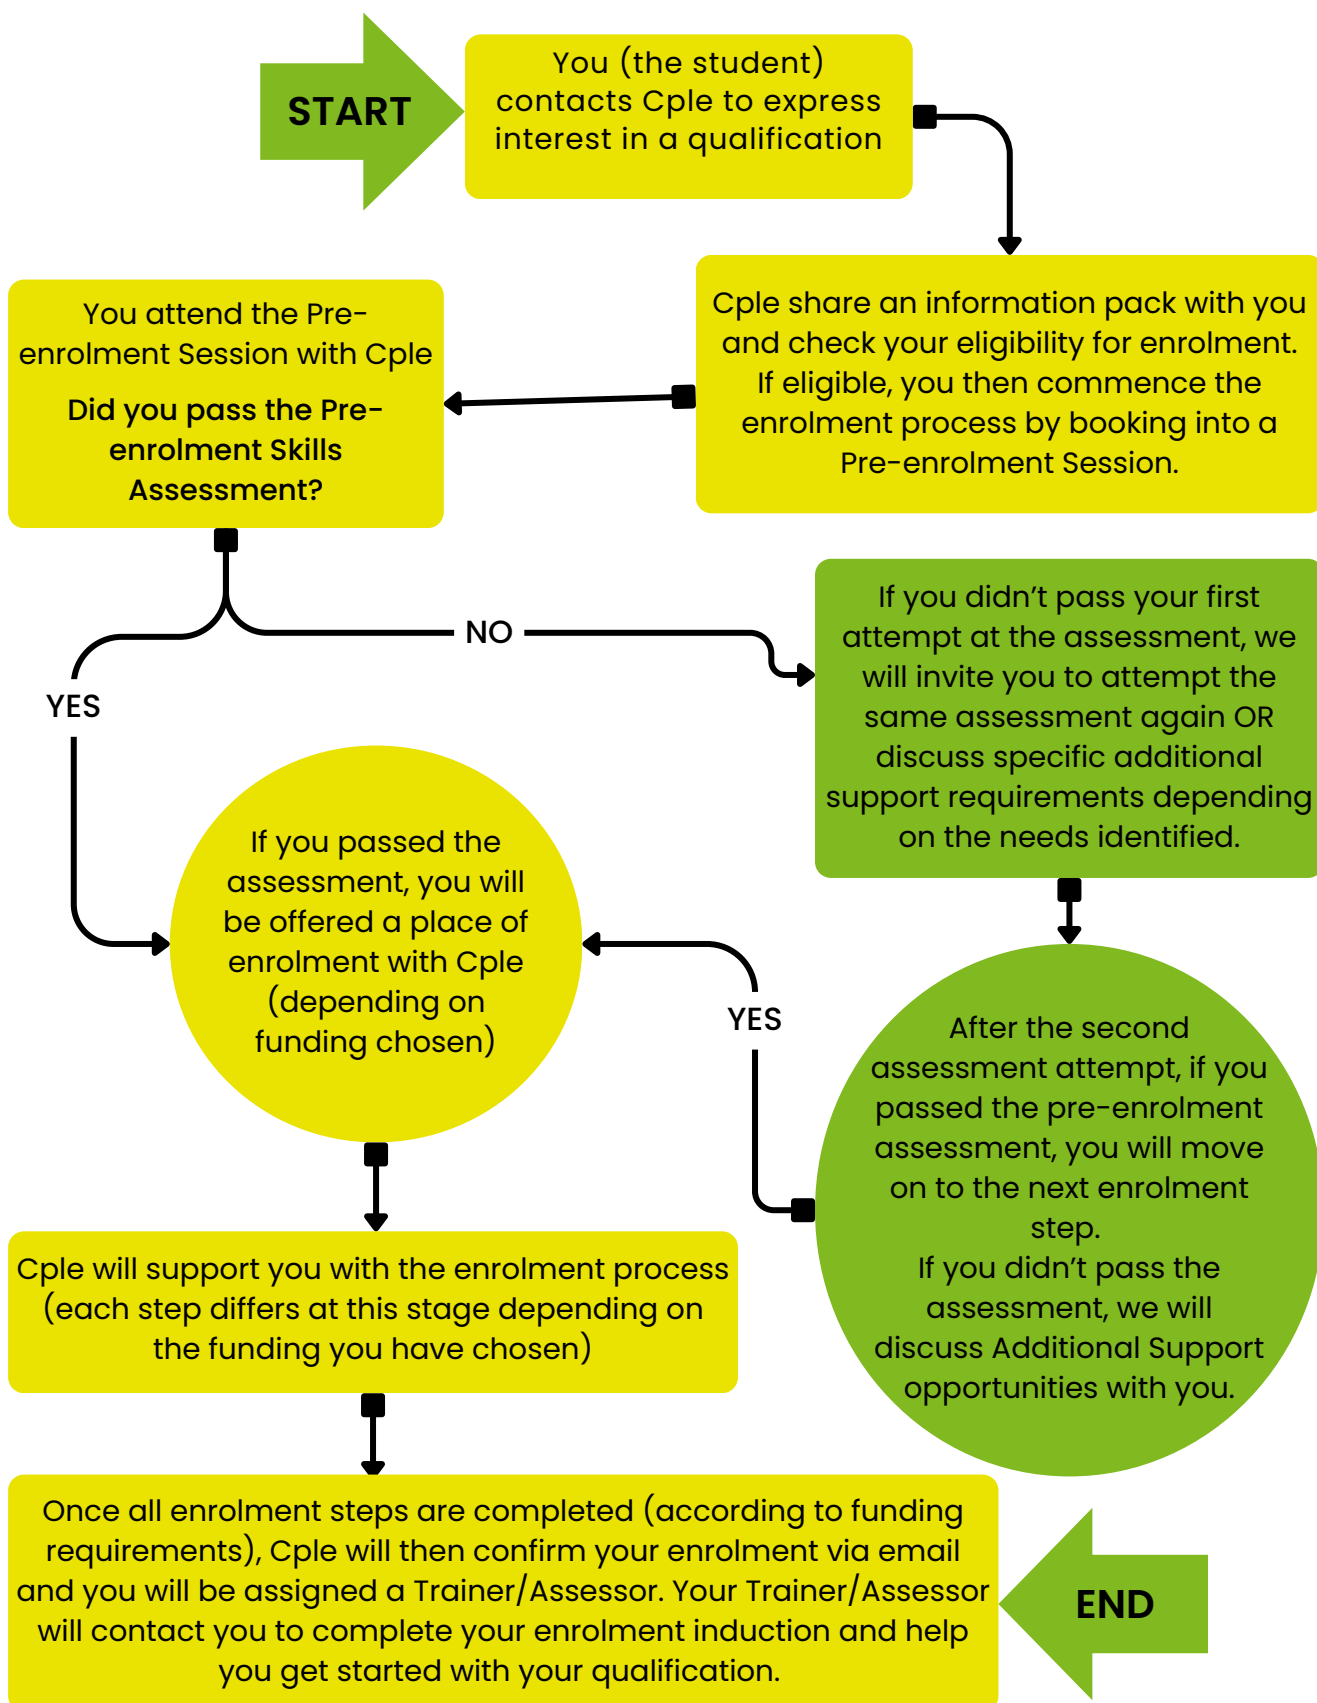 START
You (the student)
contacts Cple to express
interest in a qualification
Cple share an information pack with you
and check your eligibility for enrolment.
If eligible, you then commence the
enrolment process by booking into a
Pre-enrolment Session.
You attend the Pre-
enrolment Session with Cple
Did you pass the Pre-
enrolment Skills
Assessment?
NO
YES
If you didn't pass your first
attempt at the assessment, we
will invite you to attempt the
same assessment again OR
discuss specific additional
support requirements depending
on the needs identified.
If you passed the
assessment, you will
be offered a place of
enrolment with Cple
(depending on
funding chosen)
YES
After the second
assessment attempt, if you
passed the pre-enrolment
assessment, you will move
on to the next enrolment
step.
If you didn't pass the
assessment, we will
discuss Additional Support
opportunities with you.
Cple will support you with the enrolment process
(each step differs at this stage depending on
the funding you have chosen)
Once all enrolment steps are completed (according to funding
requirements), Cple will then confirm your enrolment via email
and you will be assigned a Trainer/Assessor. Your Trainer/Assessor
will contact you to complete your enrolment induction and help
you get started with your qualification.
END